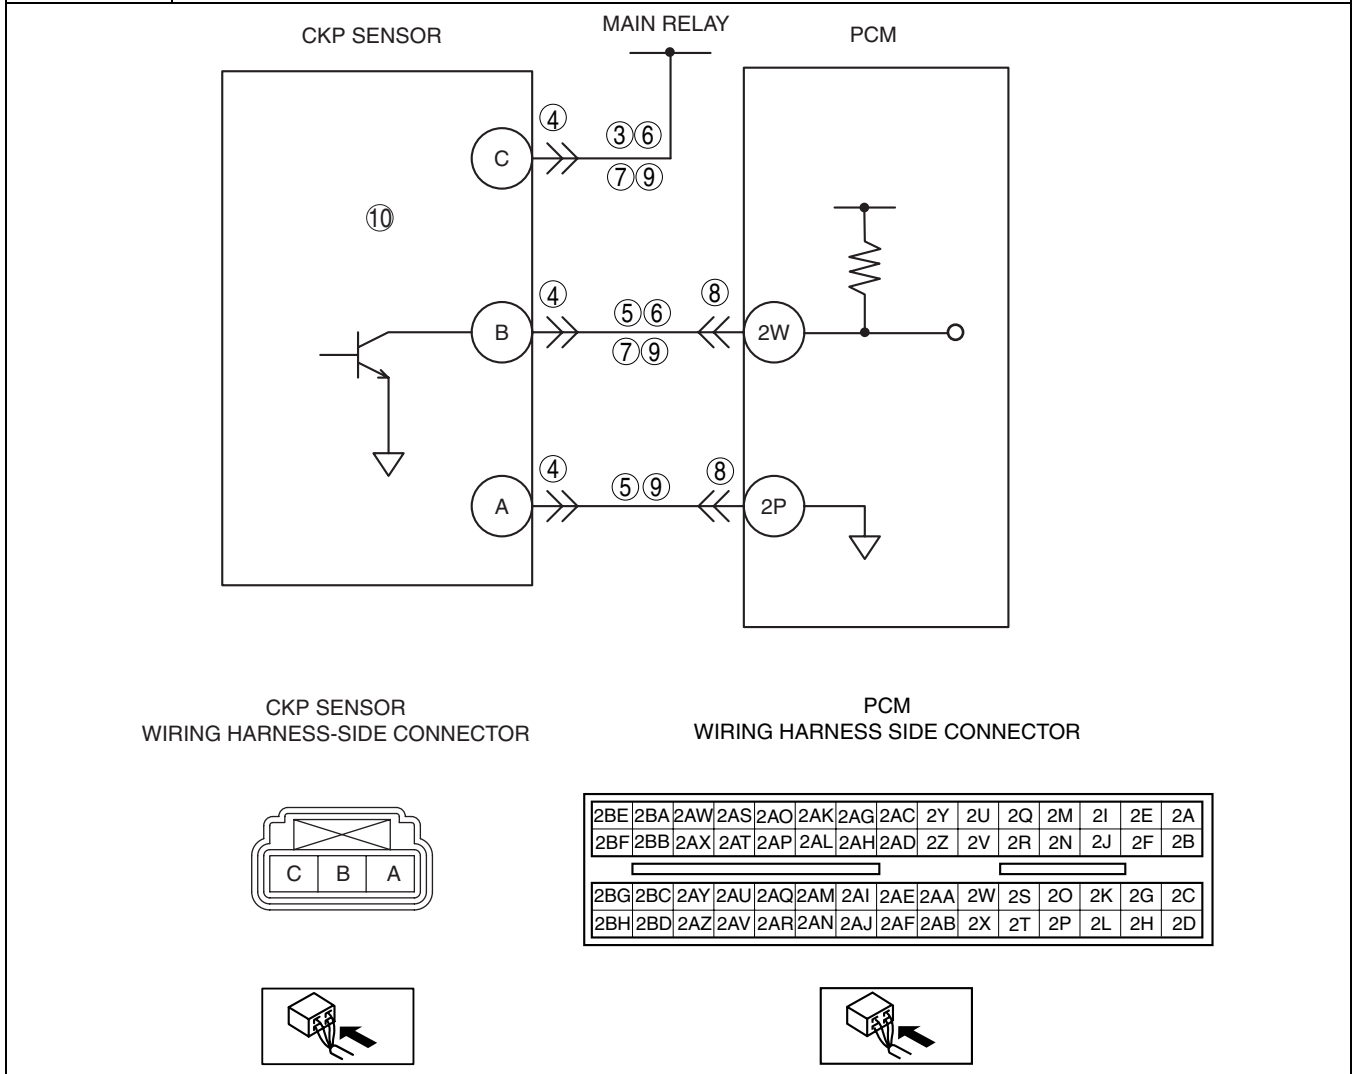 CKP SENSOR
MAIN RELAY
PCM
④
③⑥
C
⑦⑨
⑩
④
⑤⑥
⑧
B
2W
⑦⑨
④
⑤⑨
⑧
A
2P
CKP SENSOR
WIRING HARNESS-SIDE CONNECTOR
PCM
WIRING HARNESS SIDE CONNECTOR
C B A
2BE 2BA 2AW 2AS 2AO 2AK 2AG 2AC 2Y 2U 2Q 2M 2I 2E 2A
2BF 2BB 2AX 2AT 2AP 2AL 2AH 2AD 2Z 2V 2R 2N 2J 2F 2B
2BG 2BC 2AY 2AU 2AQ 2AM 2AI 2AE 2AA 2W 2S 2O 2K 2G 2C
2BH 2BD 2AZ 2AV 2AR 2AN 2AJ 2AF 2AB 2X 2T 2P 2L 2H 2D